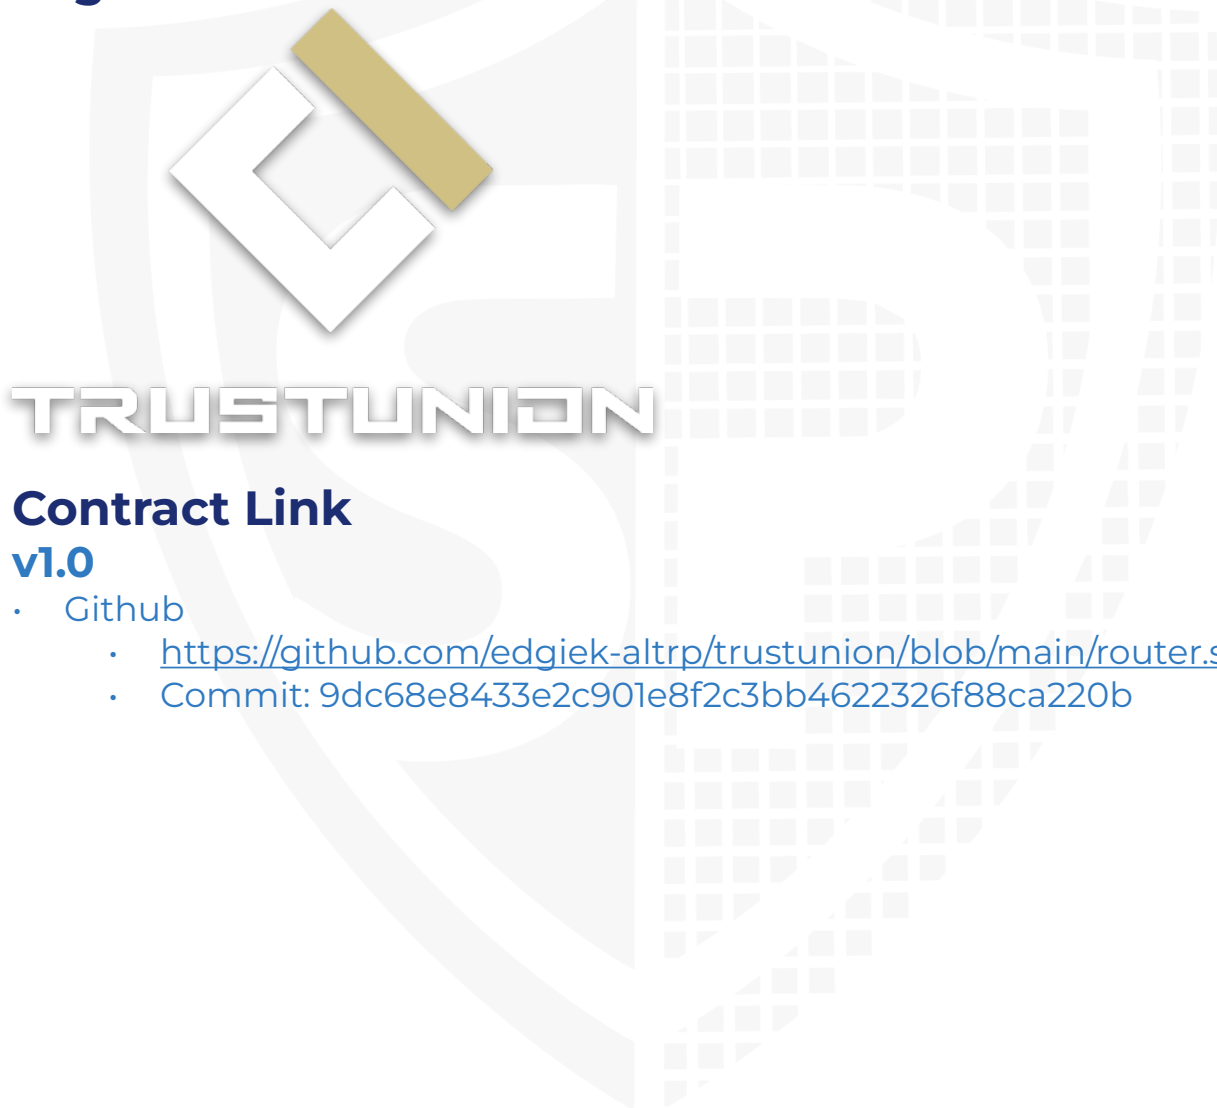 TRUSTUNION
Contract Link
v1.0
• Github
• https://github.com/edgiek-altrp/trustunion/blob/main/router.s
• Commit: 9dc68e8433e2c901e8f2c3bb4622326f88ca220b